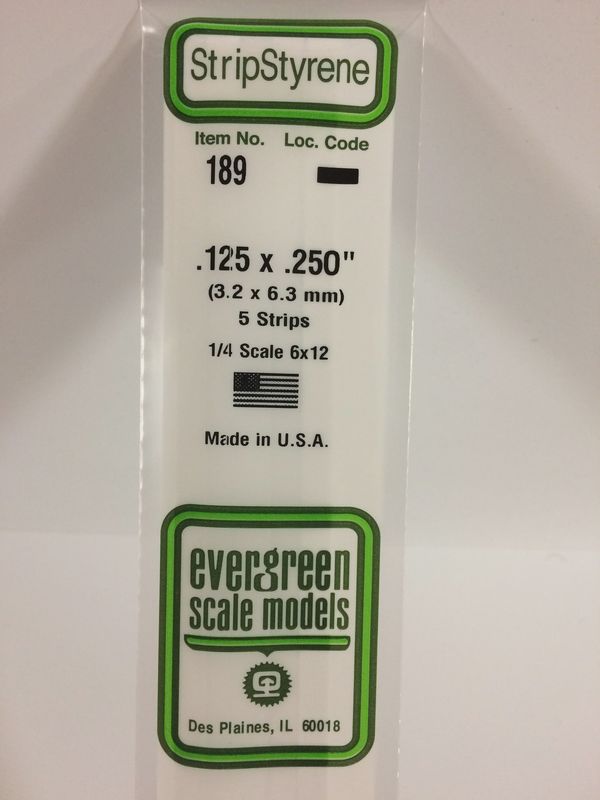 StripStyrene
Item No. Loc. Code
189
.125 x .250"
(3.2 x 6.3 mm)
5 Strips
1/4 Scale 6x12
Made in U.S.A.
evergreen
scale models
Des Plaines, IL 60018